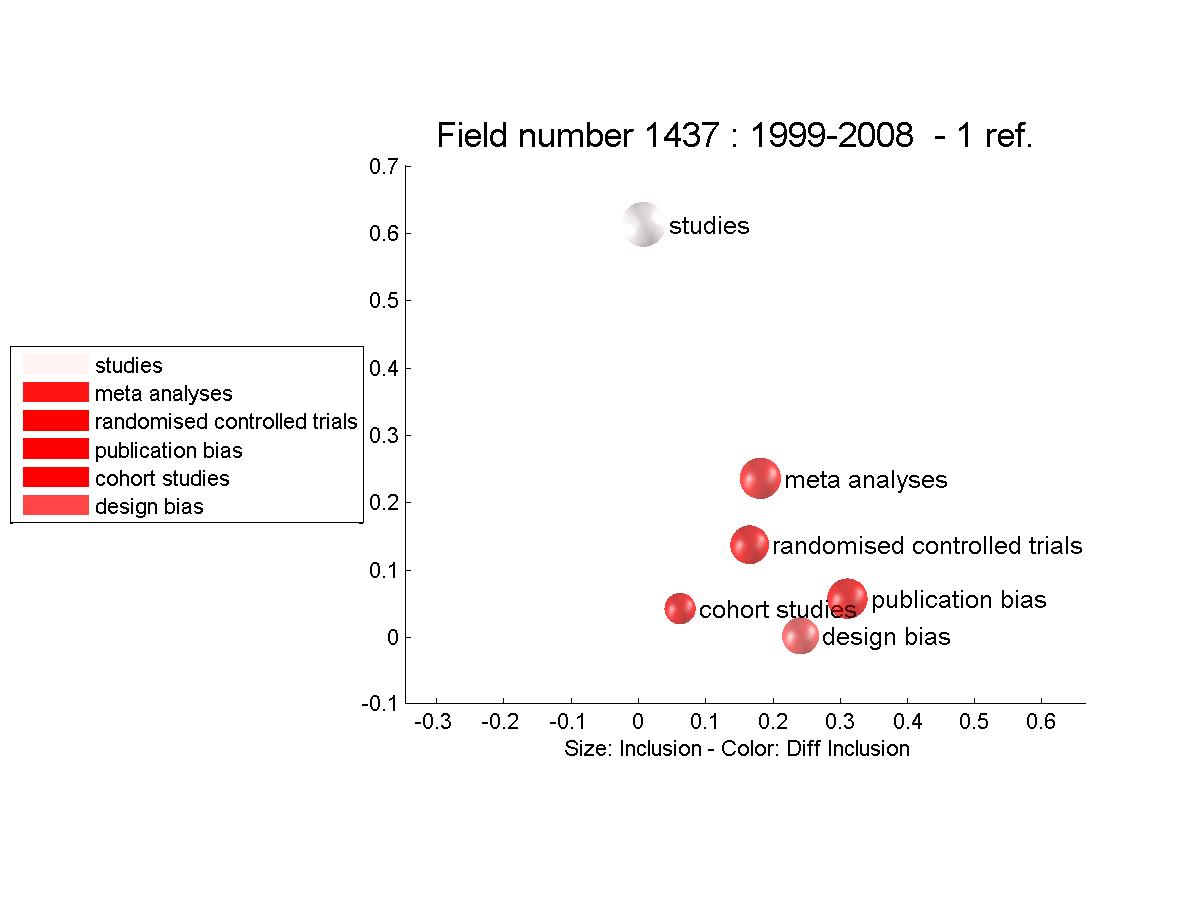 Field number 1437 : 1999-2008 - 1 ref.
0.7
0.6
0.5
0.4
0.3
0.2
0.1
0
-0.1
studies
meta analyses
randomised controlled trials
publication bias
cohort studies
design bias
studies
meta analyses
randomised controlled trials
publication bias
cohort studies
design bias
-0.3 -0.2 -0.1 0 0.1 0.2 0.3 0.4 0.5 0.6
Size: Inclusion - Color: Diff Inclusion